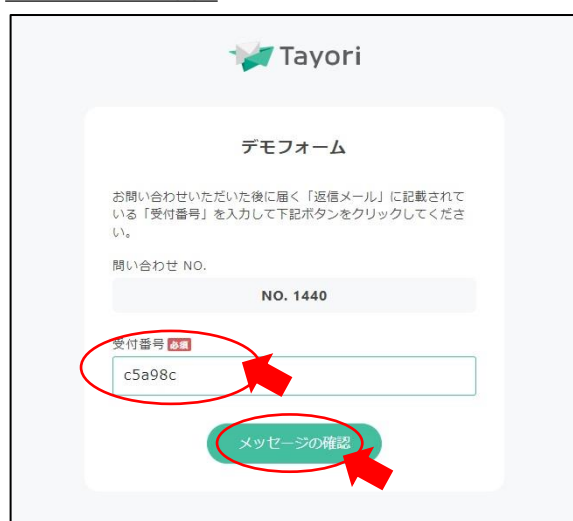 Tayori
デモフォーム
お問い合わせいただいた後に届く「返信メール」に記載されて
いる「受付番号」を入力して下記ボタンをクリックしてくださ
い。
問い合わせ NO.
NO. 1440
受付番号 必須
c5a98c
メッセージの確認